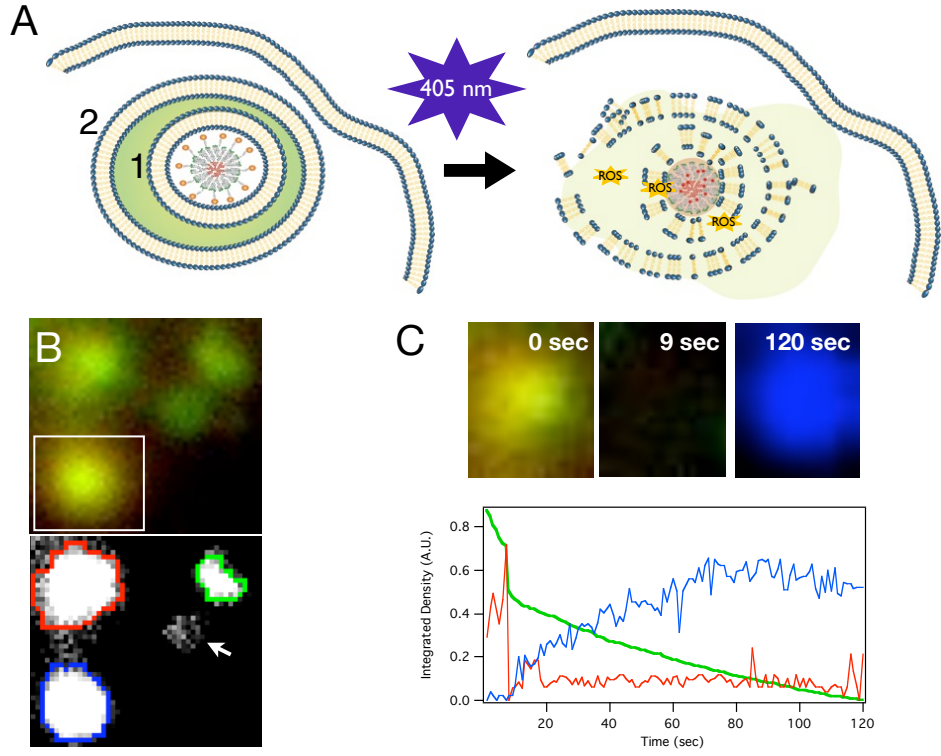 A
405 nm
2
1
ROS
ROS
ROS
B
C
0 sec
9 sec
120 sec
0.8
0.6
0.4
0.2
0.0
Integrated Density (A.U.)
20
40
60
80
100
120
Time (sec)